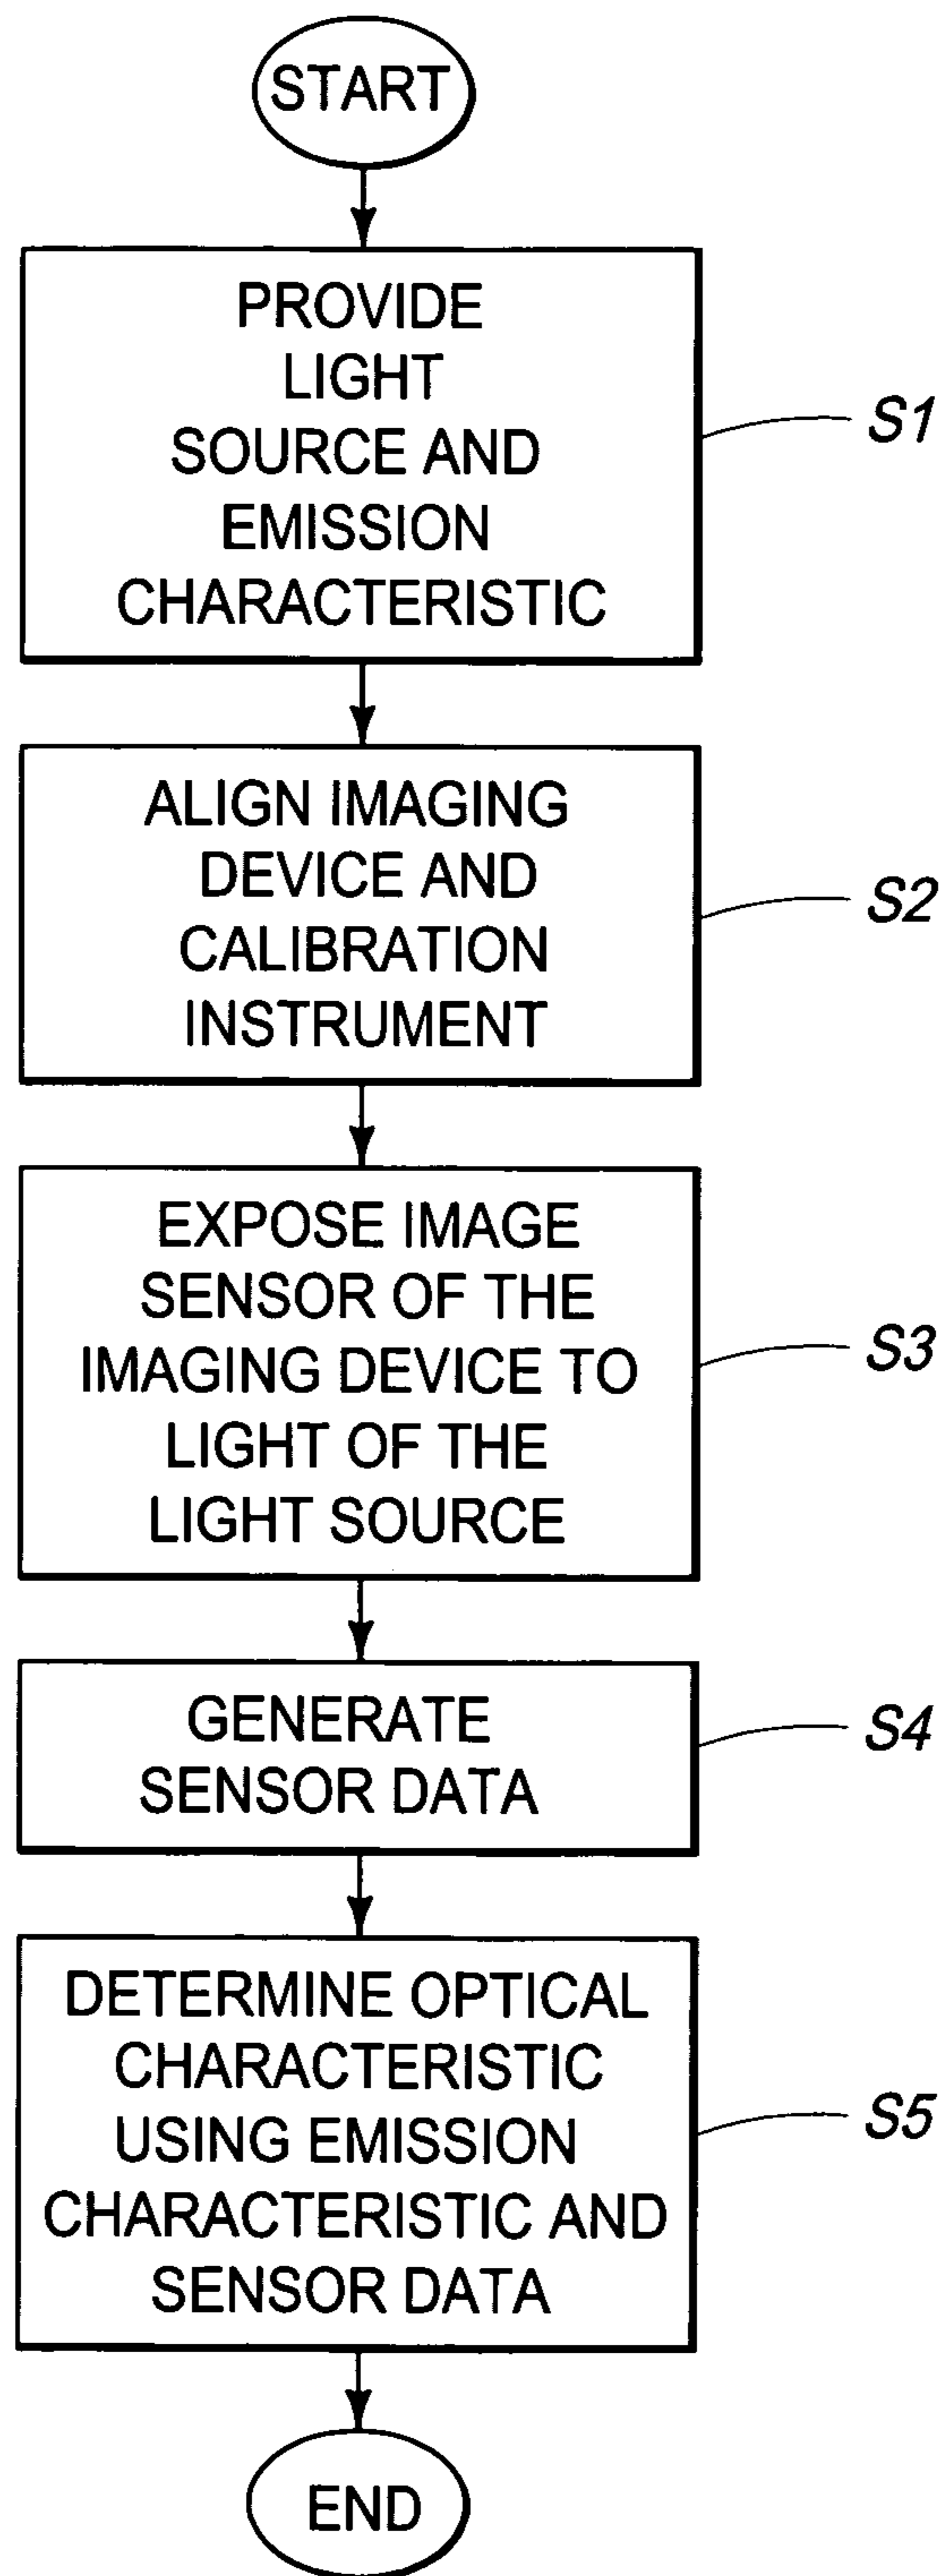 START
PROVIDE
LIGHT
SOURCE AND
EMISSION
CHARACTERISTIC
S1
ALIGN IMAGING
DEVICE AND
CALIBRATION
INSTRUMENT
S2
EXPOSE IMAGE
SENSOR OF THE
IMAGING DEVICE TO
LIGHT OF THE
LIGHT SOURCE
S3
GENERATE
SENSOR DATA
S4
DETERMINE OPTICAL
CHARACTERISTIC
USING EMISSION
CHARACTERISTIC AND
SENSOR DATA
S5
END